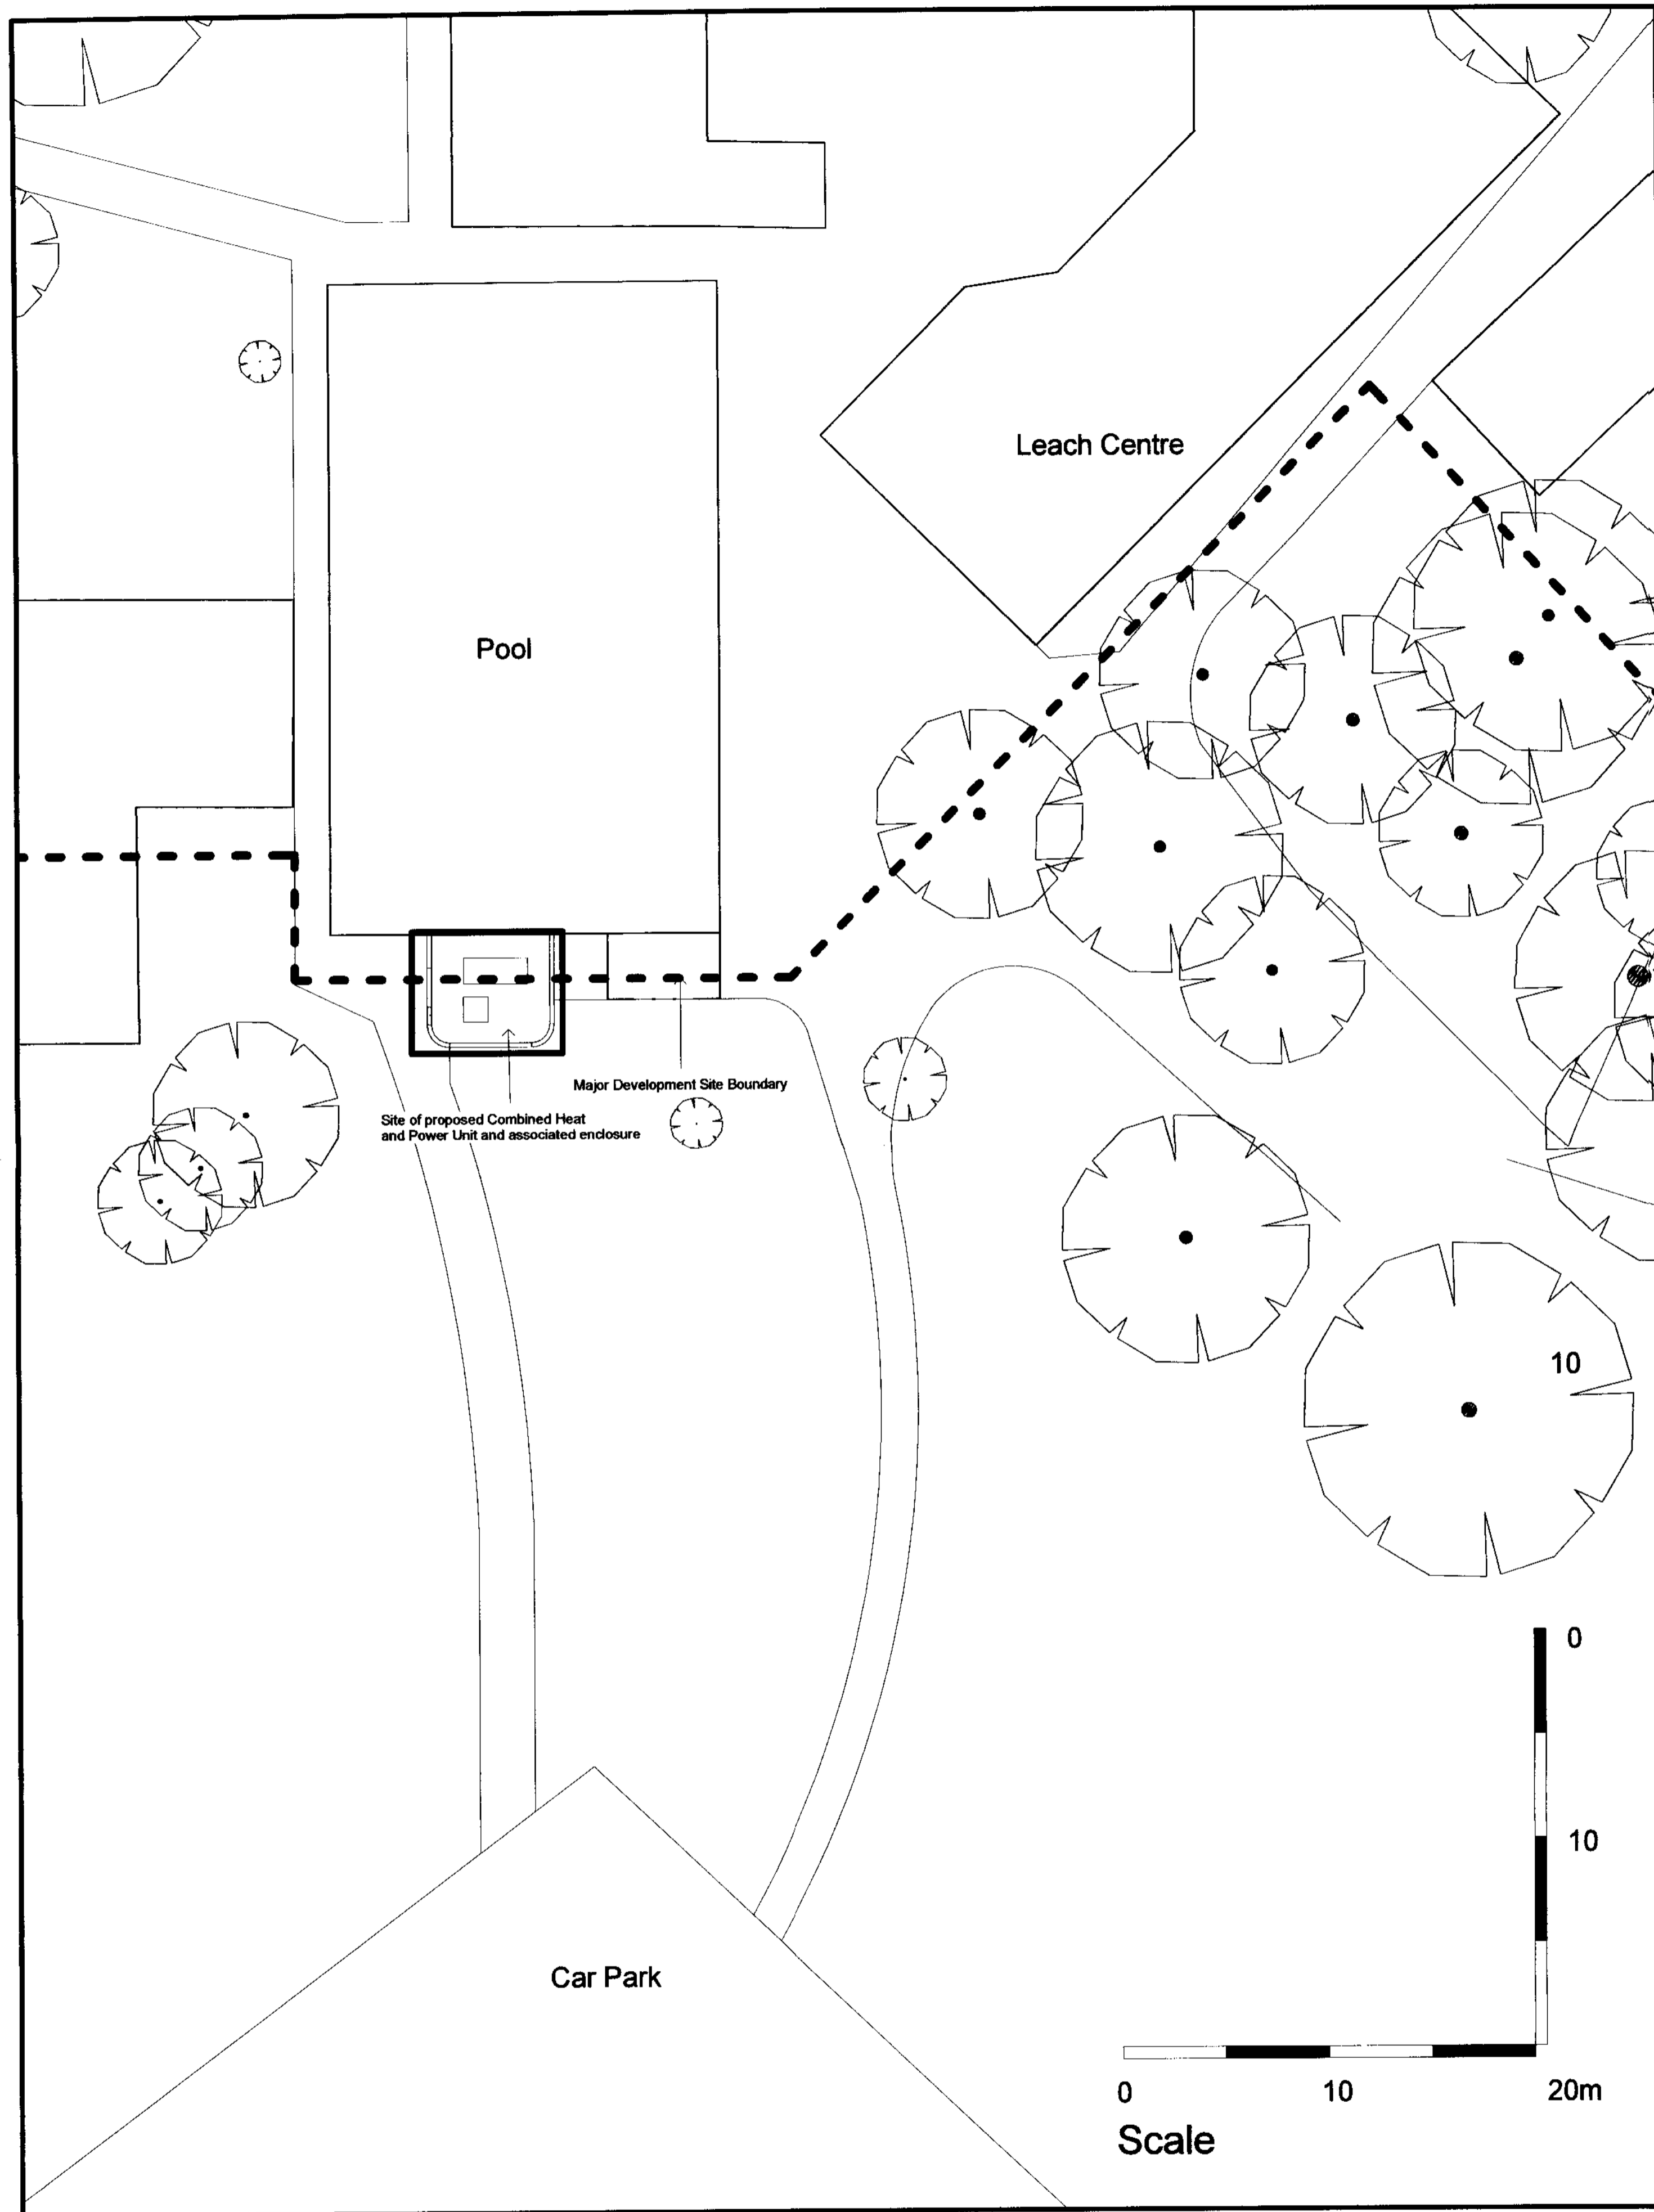 Leach Centre
Pool
Major Development Site Boundary
Site of proposed Combined Heat
and Power Unit and associated enclosure
10
0
10
Car Park
0 10 20m
Scale